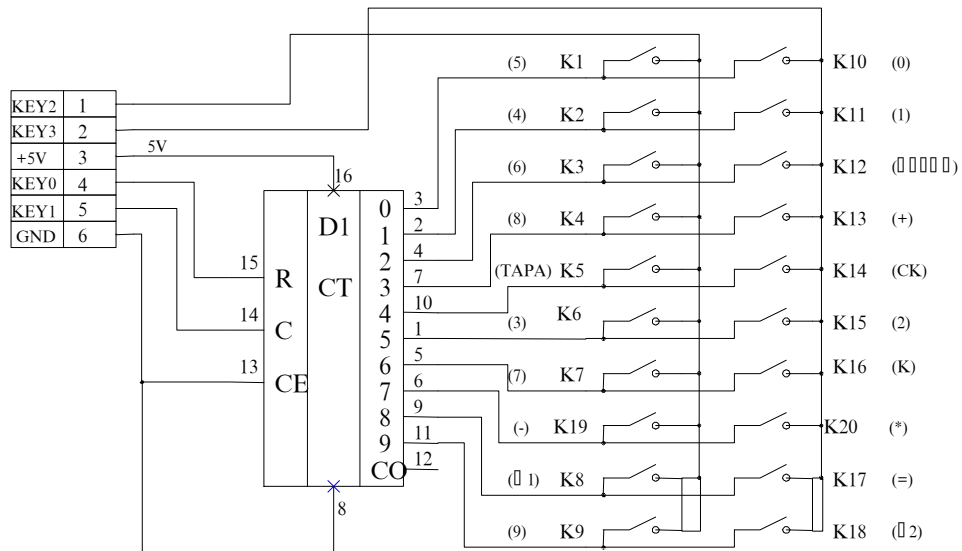 KEY2 1
KEY3 2
+5V 3
KEY0 4
KEY1 5
GND 6
5V
16
D1
CT
15 R
14 C
13 CE
8
0 3
1 2
2 4
3 7
4 10
5 1
6 5
7 6
8 9
9 11
CO 12
(5) K1 K10 (0)
(4) K2 K11 (1)
(6) K3 K12
(8) K4 K13 (+)
(TAPA) K5 K14 (CK)
(3) K6 K15 (2)
(7) K7 K16 (K)
(-) K19 K20 (*)
(▯1) K8 K17 (=)
(9) K9 K18 (▯2)